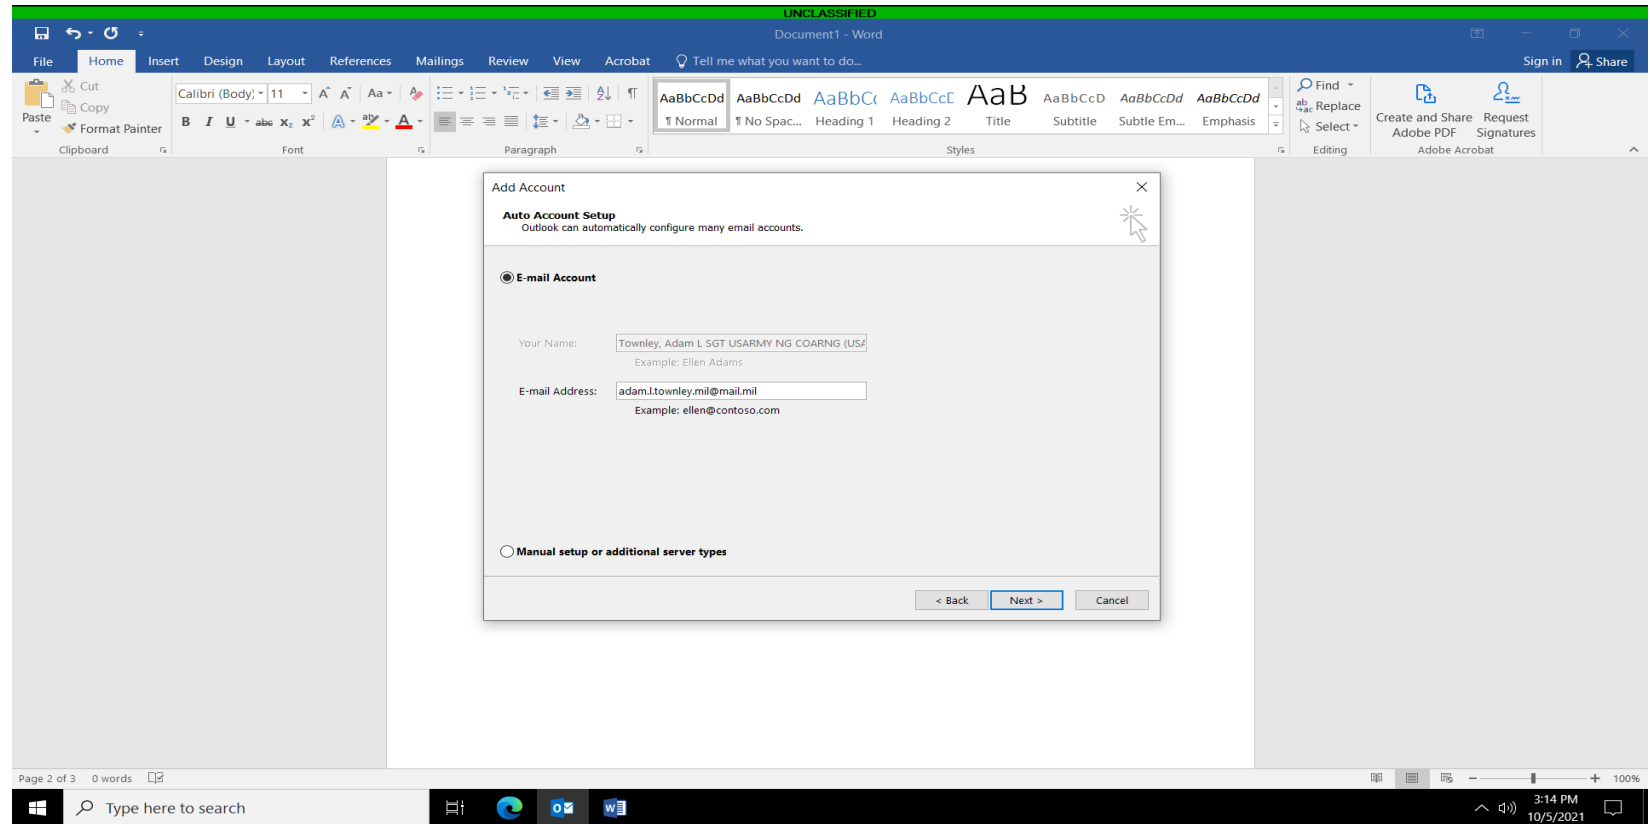 UNCLASSIFIED
Document1 - Word
File Home Insert Design Layout References Mailings Review View Acrobat Tell me what you want to do... Sign in Share
Paste
Cut
Copy
Format Painter
Clipboard
Calibri (Body) 11 A A Aa
B I U abc X₂ X² A aby A
Font
Paragraph
AaBbCcDd AaBbCcDd AaBbCc AaBbCcD AaB AaBbCcD AaBbCcDd AaBbCcDd
¶ Normal ¶ No Spac... Heading 1 Heading 2 Title Subtitle Subtle Em... Emphasis
Styles
Find
Replace
Select
Editing
Create and Share Adobe PDF
Request Signatures
Adobe Acrobat
Add Account
Auto Account Setup
Outlook can automatically configure many email accounts.
E-mail Account
Your Name: Townley, Adam L SGT USARMY NG COARNG (USA
Example: Ellen Adams
E-mail Address: adam.l.townley.mil@mail.mil
Example: ellen@contoso.com
Manual setup or additional server types
< Back Next > Cancel
Page 2 of 3 0 words 100%
Type here to search
3:14 PM
10/5/2021